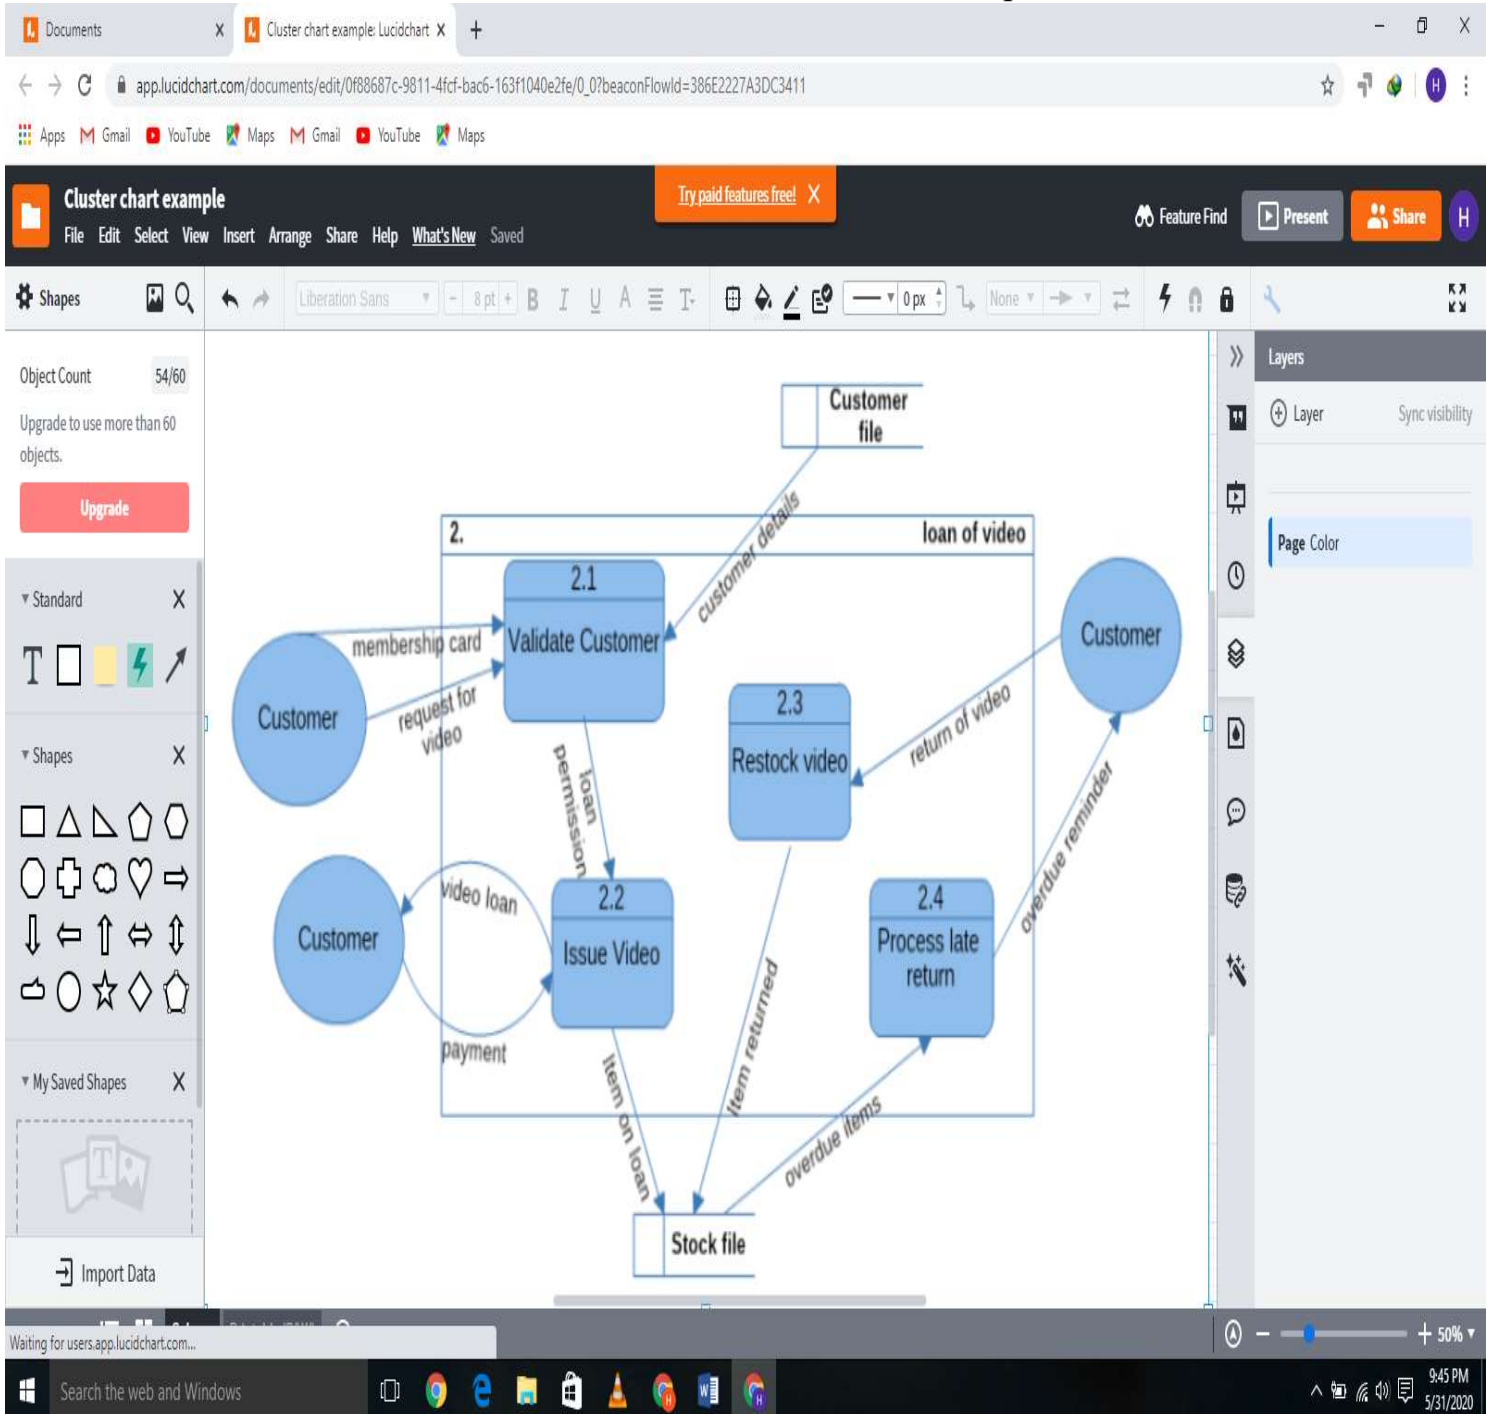 Documents
Cluster chart example: Lucidchart
app.lucidchart.com/documents/edit/0f88687c-9811-4fcf-bac6-163f1040e2fe/0_0?beaconFlowId=386E2227A3DC3411
H
Apps Gmail YouTube Maps Gmail YouTube Maps
Cluster chart example
Try paid features free! X
File Edit Select View Insert Arrange Share Help What's New Saved
Feature Find
Present
Share
H
Shapes
Liberation Sans
- 8 pt +
B I U A T
0 px
None
Object Count 54/60
Upgrade to use more than 60
objects.
Upgrade
Standard X
T
Shapes X
My Saved Shapes X
T
Import Data
Customer
file
customer details
2. loan of video
2.1
Validate Customer
Customer
membership card
request for
video
loan
permission
2.3
Restock video
return of video
Customer
Customer
video loan
payment
2.2
Issue Video
2.4
Process late
return
overdue reminder
Item on loan
Item returned
overdue items
Stock file
Layers
Layer Sync visibility
Page Color
50%
Waiting for users.app.lucidchart.com...
Search the web and Windows
9:45 PM
5/31/2020